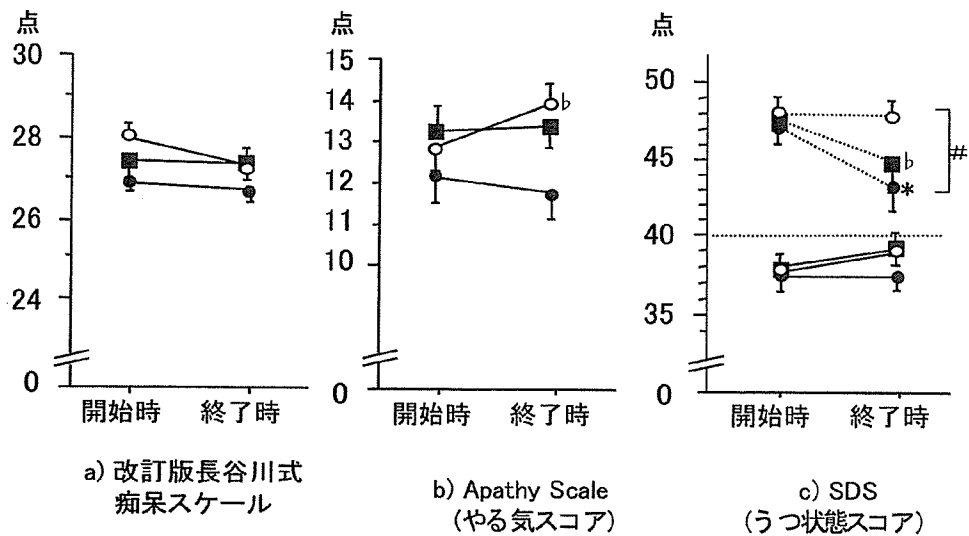 点
30
28
26
24
0
開始時 終了時
a) 改訂版長谷川式
痴呆スケール
点
15
14
13
12
11
10
0
♭
開始時 終了時
b) Apathy Scale
(やる気スコア)
点
50
45
40
35
0
♭
*
#
開始時 終了時
c) SDS
(うつ状態スコア)